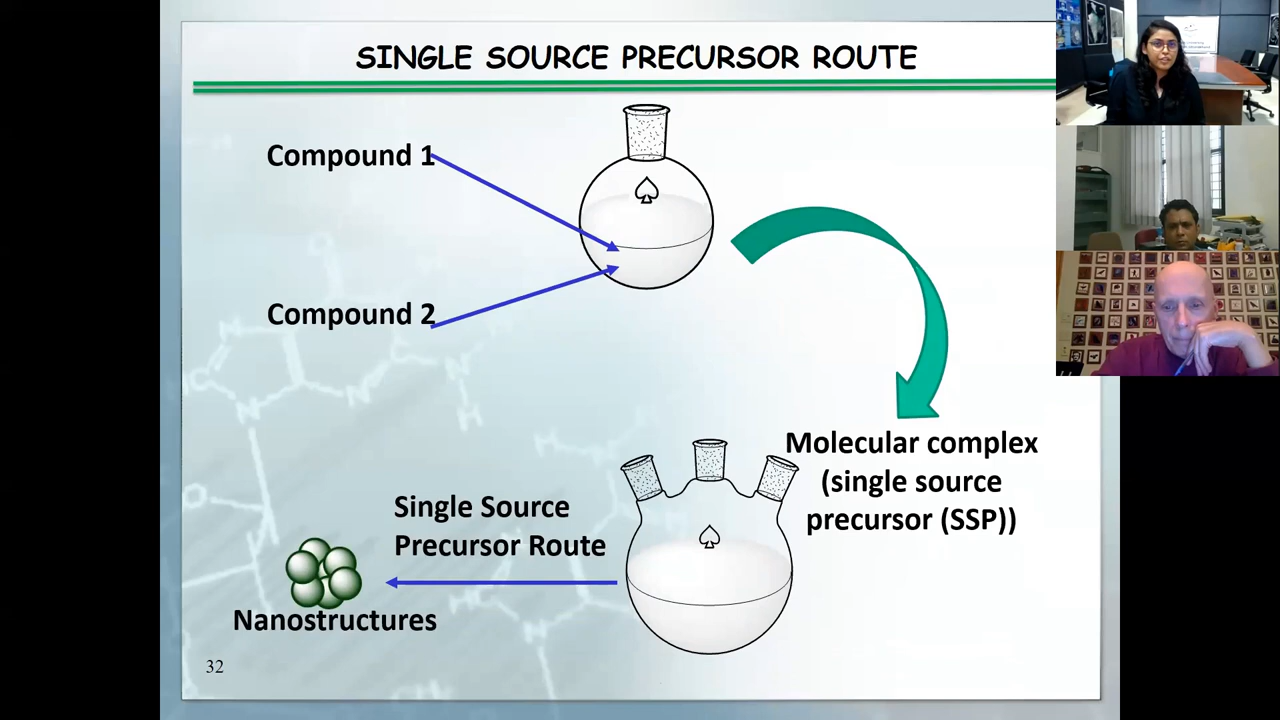 SINGLE SOURCE PRECURSOR ROUTE
Compound 1
Compound 2
Molecular complex
(single source
precursor (SSP))
Single Source
Precursor Route
Nanostructures
32